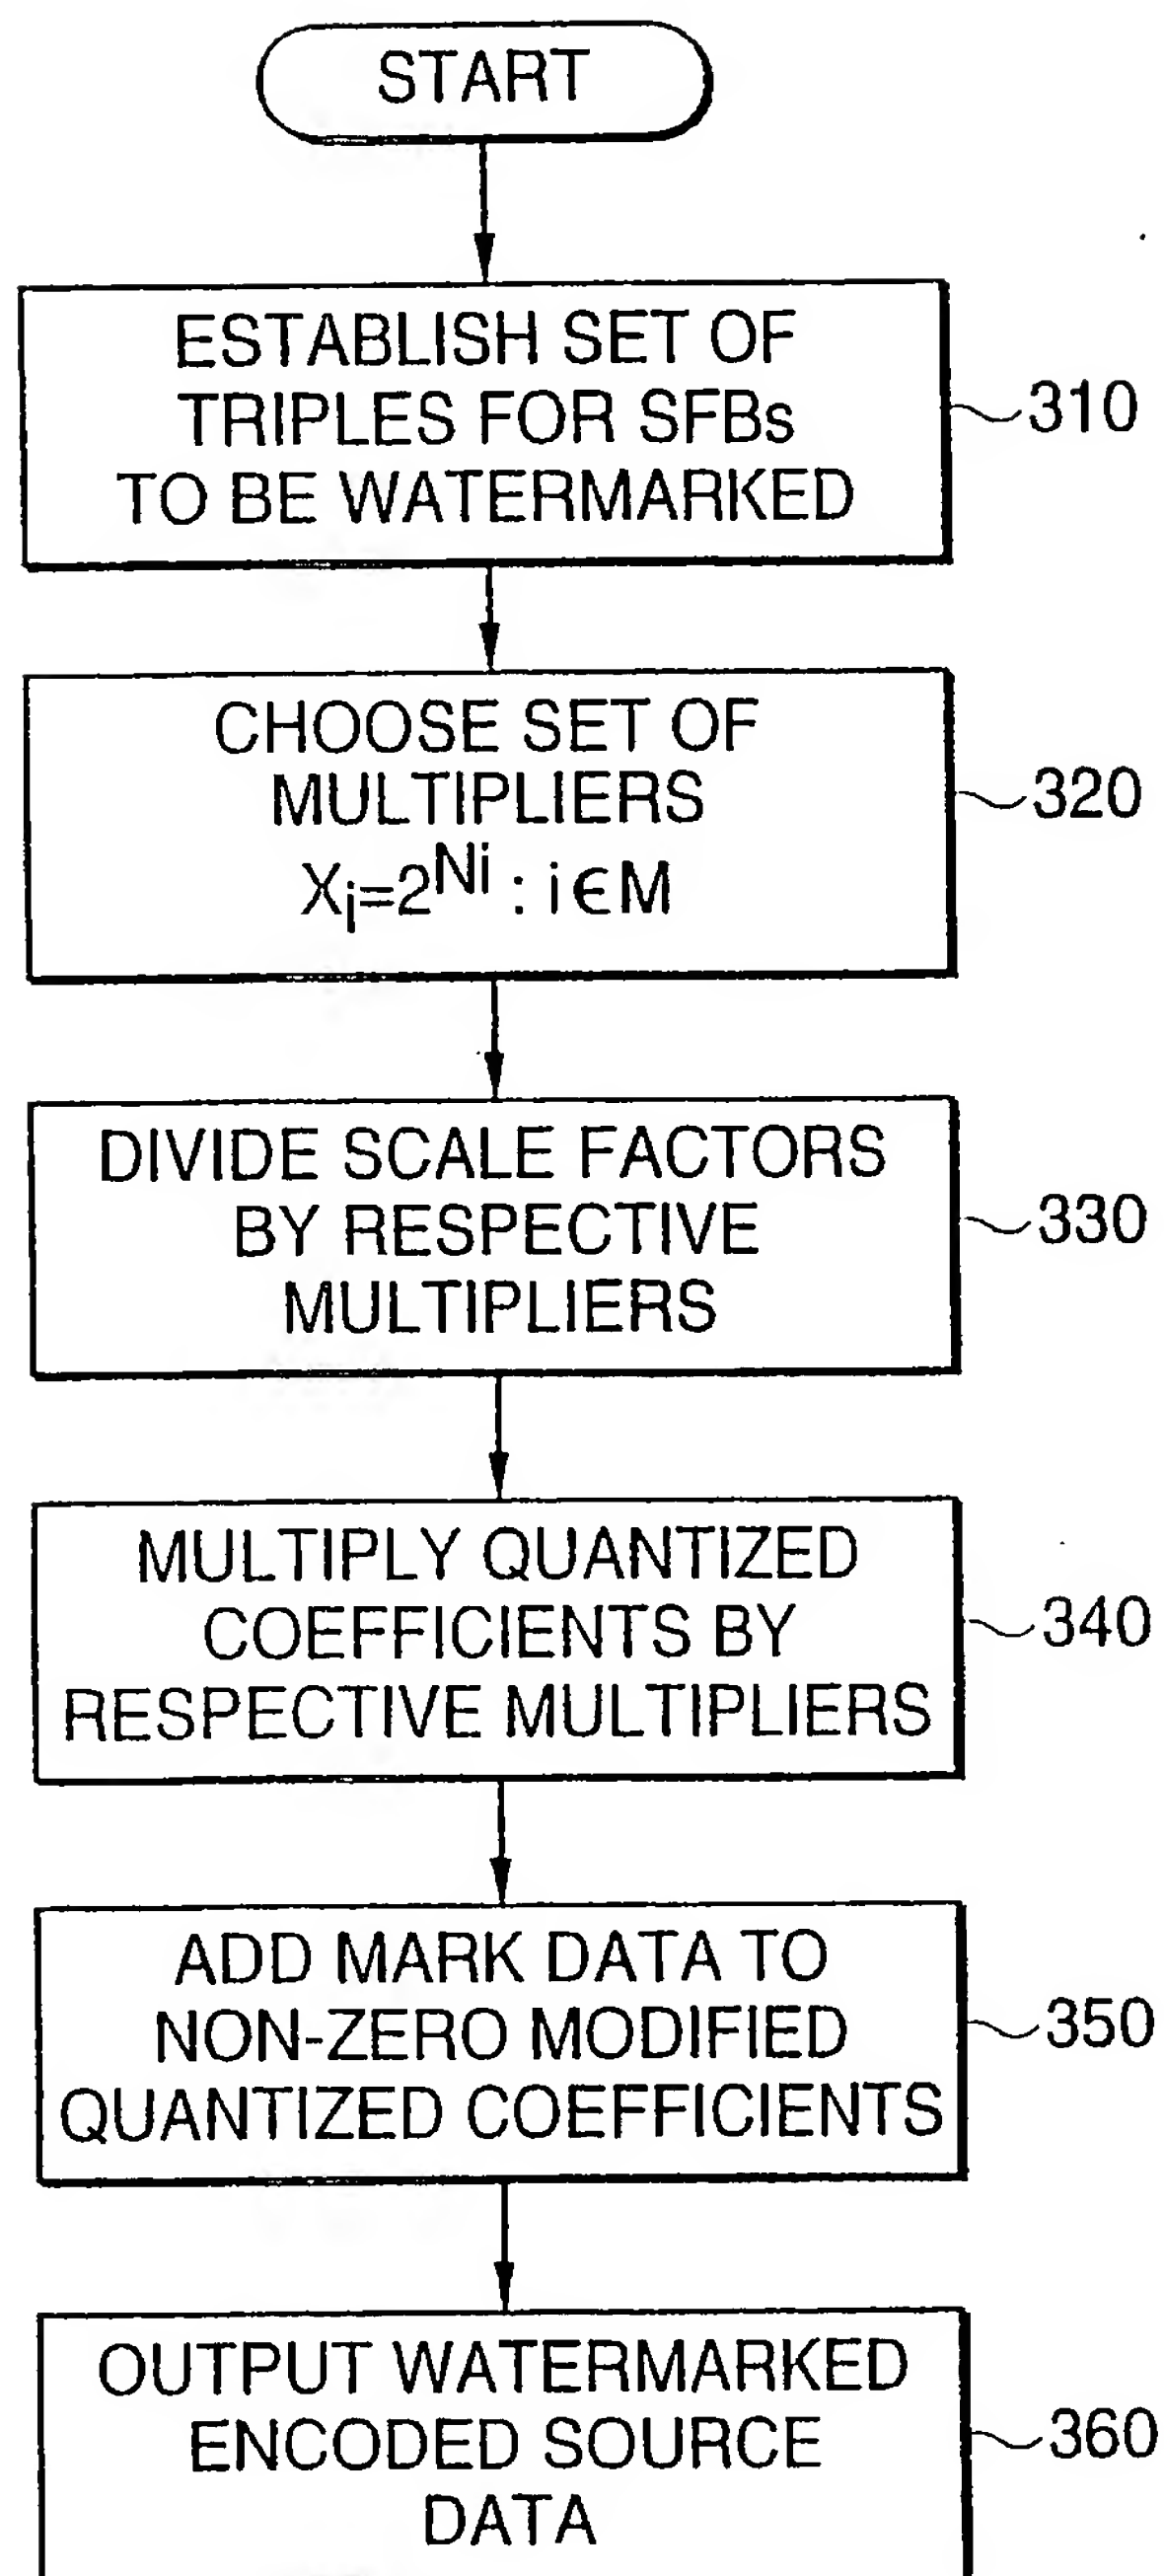 START
ESTABLISH SET OF
TRIPLES FOR SFBs
TO BE WATERMARKED
310
CHOOSE SET OF
MULTIPLIERS
Xi=2^Ni : i ϵ M
320
DIVIDE SCALE FACTORS
BY RESPECTIVE
MULTIPLIERS
330
MULTIPLY QUANTIZED
COEFFICIENTS BY
RESPECTIVE MULTIPLIERS
340
ADD MARK DATA TO
NON-ZERO MODIFIED
QUANTIZED COEFFICIENTS
350
OUTPUT WATERMARKED
ENCODED SOURCE
DATA
360